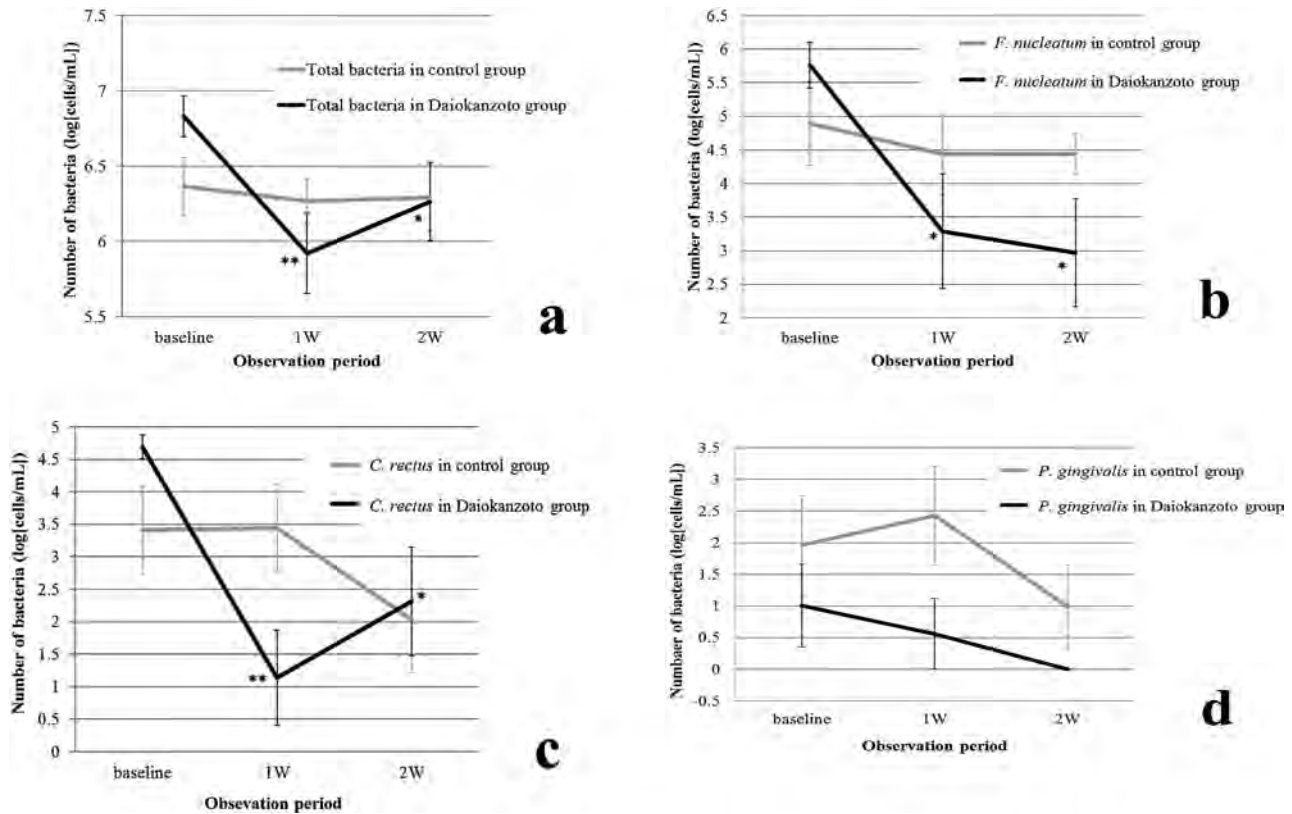 Number of bacteria (log[cells/mL])
7.5
7
6.5
6
5.5
Total bacteria in control group
Total bacteria in Daiokanzoto group
**
*
baseline
1W
2W
Observation period
a
Number of bacteria (log[cells/mL])
6.5
6
5.5
5
4.5
4
3.5
3
2.5
2
F. nucleatum in control group
F. nucleatum in Daiokanzoto group
*
*
baseline
1W
2W
Observation period
b
Number of bacteria (log[cells/mL])
5
4.5
4
3.5
3
2.5
2
1.5
1
0.5
0
C. rectus in control group
C. rectus in Daiokanzoto group
**
*
baseline
1W
2W
Obsevation period
c
Numbaer of bacteria (log[cells/mL])
3.5
3
2.5
2
1.5
1
0.5
0
-0.5
P. gingivalis in control group
P. gingivalis in Daiokanzoto group
baseline
1W
2W
Observation period
d